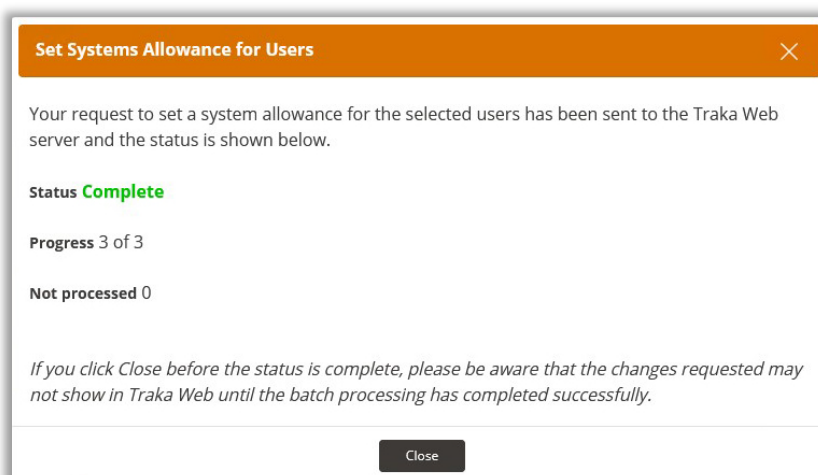 Set Systems Allowance for Users
Your request to set a system allowance for the selected users has been sent to the Traka Web
server and the status is shown below.
Status Complete
Progress 3 of 3
Not processed 0
If you click Close before the status is complete, please be aware that the changes requested may
not show in Traka Web until the batch processing has completed successfully.
Close